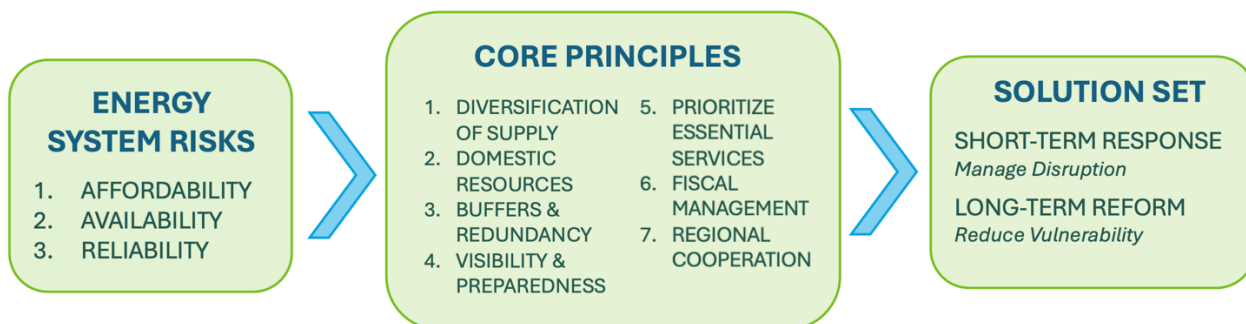 ENERGY
SYSTEM RISKS
1. AFFORDABILITY
2. AVAILABILITY
3. RELIABILITY
CORE PRINCIPLES
1. DIVERSIFICATION
OF SUPPLY
2. DOMESTIC
RESOURCES
3. BUFFERS &
REDUNDANCY
4. VISIBILITY &
PREPAREDNESS
5. PRIORITIZE
ESSENTIAL
SERVICES
6. FISCAL
MANAGEMENT
7. REGIONAL
COOPERATION
SOLUTION SET
SHORT-TERM RESPONSE
Manage Disruption
LONG-TERM REFORM
Reduce Vulnerability